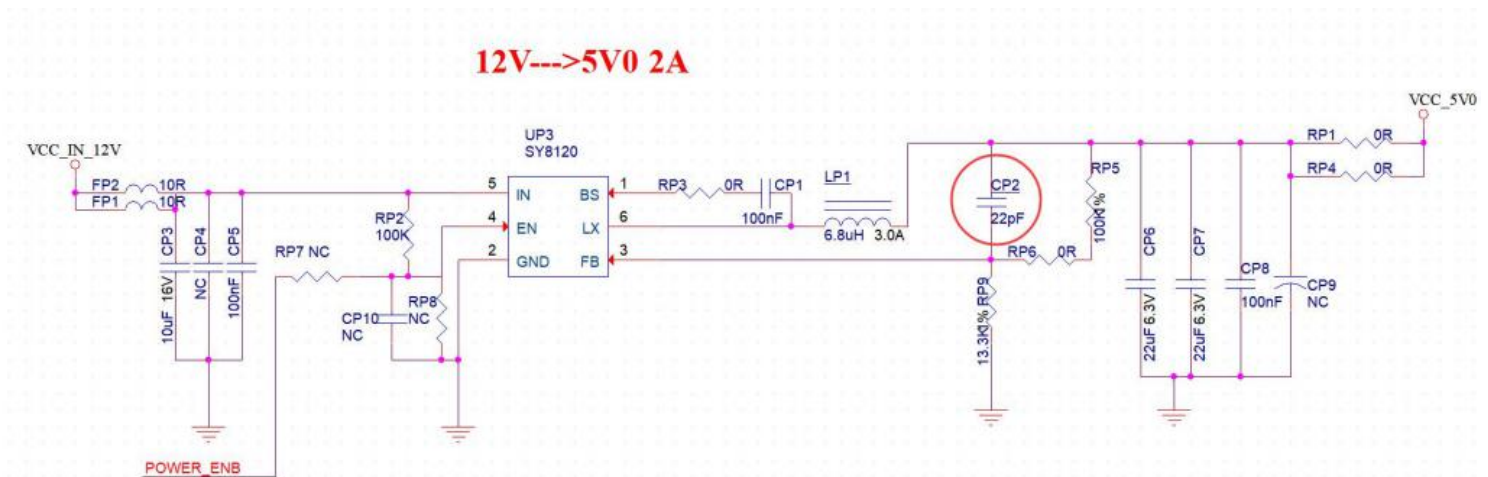 12V--->5V0 2A
VCC_5V0
VCC_IN_12V
UP3
SY8120
RP1 0R
RP4 0R
FP2 10R
FP1 10R
5 IN BS 1
4 EN LX 6
2 GND FB 3
RP3 0R
CP1
100nF
LP1
6.8uH 3.0A
CP2
22pF
RP5
100K1%
RP6 0R
RP9
13.3K1%
RP2
100K
RP7 NC
RP8
NC
CP10
NC
CP3
10uF 16V
CP4
NC
CP5
100nF
CP6
22uF 6.3V
CP7
22uF 6.3V
CP8
100nF
CP9
NC
POWER_ENB